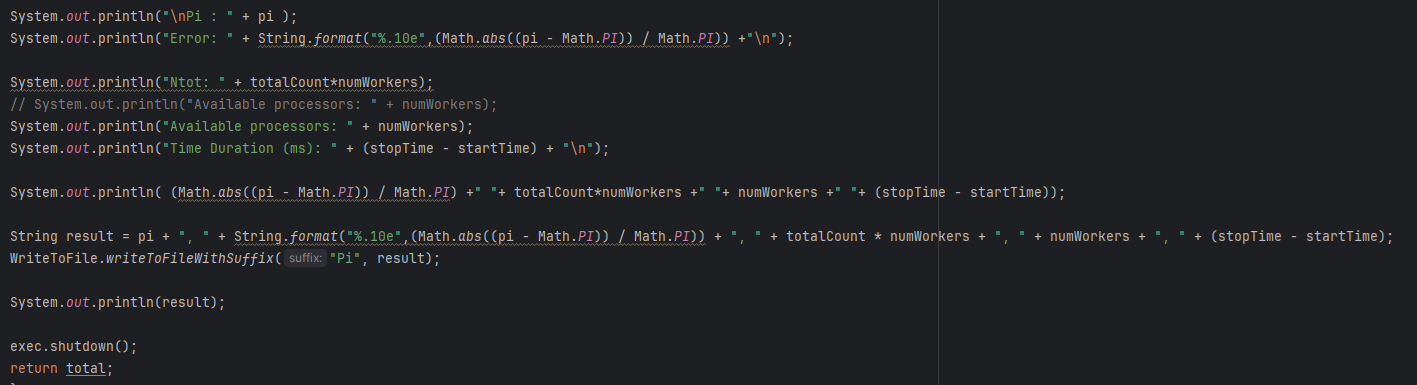 System.out.println("\nPi : " + pi );
System.out.println("Error: " + String.format("%.10e",(Math.abs((pi - Math.PI)) / Math.PI)) +"\n");
System.out.println("Ntot: " + totalCount*numWorkers);
// System.out.println("Available processors: " + numWorkers);
System.out.println("Available processors: " + numWorkers);
System.out.println("Time Duration (ms): " + (stopTime - startTime) + "\n");
System.out.println( (Math.abs((pi - Math.PI)) / Math.PI) +" "+ totalCount*numWorkers +" "+ numWorkers +" "+ (stopTime - startTime));
String result = pi + ", " + String.format("%.10e",(Math.abs((pi - Math.PI)) / Math.PI)) + ", " + totalCount * numWorkers + ", " + numWorkers + ", " + (stopTime - startTime);
WriteToFile.writeToFileWithSuffix( suffix: "Pi", result);
System.out.println(result);
exec.shutdown();
return total;